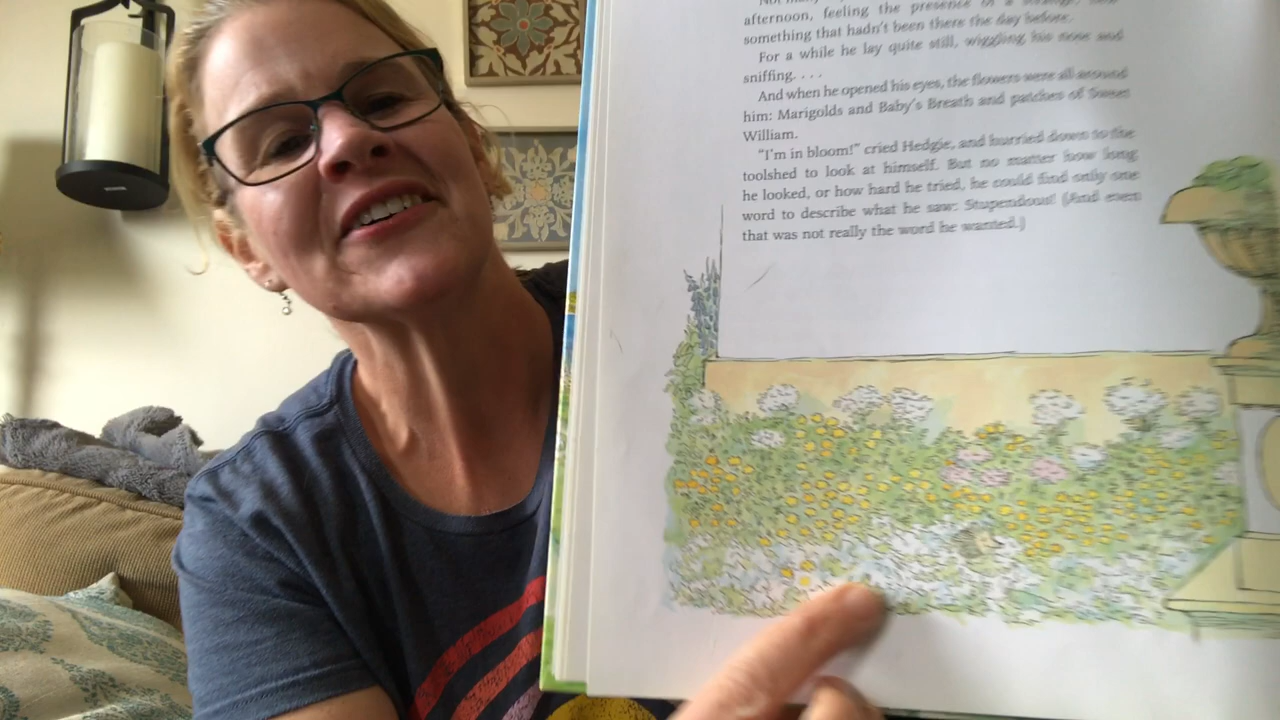 afternoon, feeling the presence of a
something that hadn't been there the day before.
For a while he lay quite still, wiggling his nose and
sniffing. . . .
And when he opened his eyes, the flowers were all around
him: Marigolds and Baby's Breath and patches of Sweet
William.
"I'm in bloom!" cried Hedgie, and hurried down to the
toolshed to look at himself. But no matter how long
he looked, or how hard he tried, he could find only one
word to describe what he saw: Stupendous! (And even
that was not really the word he wanted.)